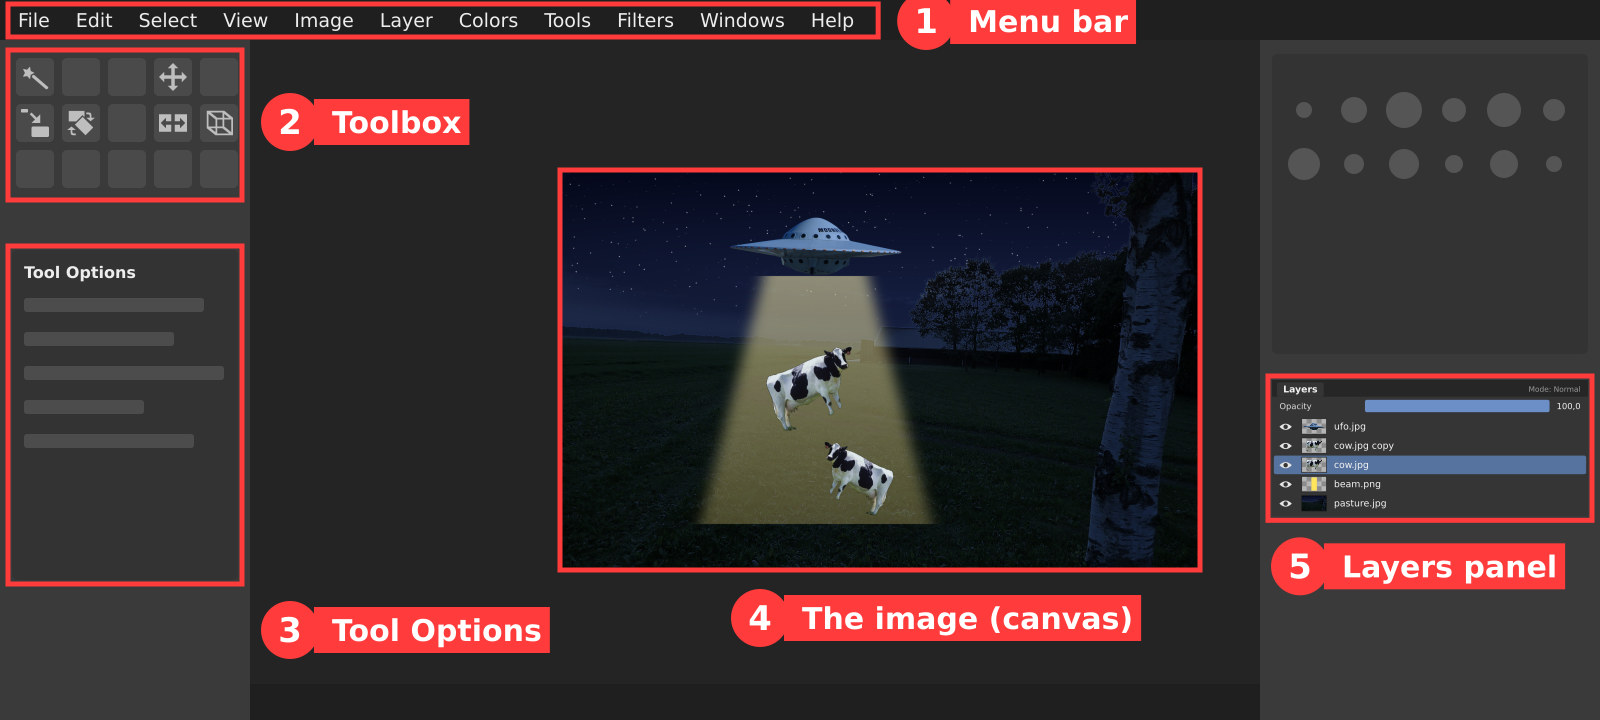 File Edit Select View Image Layer Colors Tools Filters Windows Help
1 Menu bar
2 Toolbox
Tool Options
3 Tool Options
4 The image (canvas)
Layers Mode: Normal
Opacity 100,0
ufo.jpg
cow.jpg copy
cow.jpg
beam.png
pasture.jpg
5 Layers panel